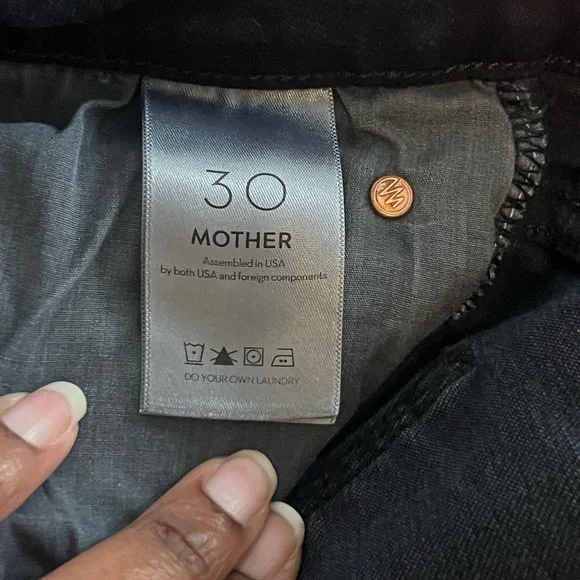 30
MOTHER
Assembled in USA
by both USA and foreign components
DO YOUR OWN LAUNDRY